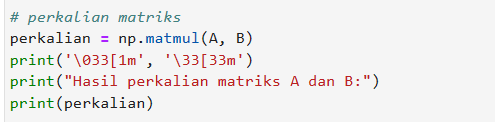 # perkalian matriks
perkalian = np.matmul(A, B)
print('\033[1m', '\33[33m')
print("Hasil perkalian matriks A dan B:")
print(perkalian)